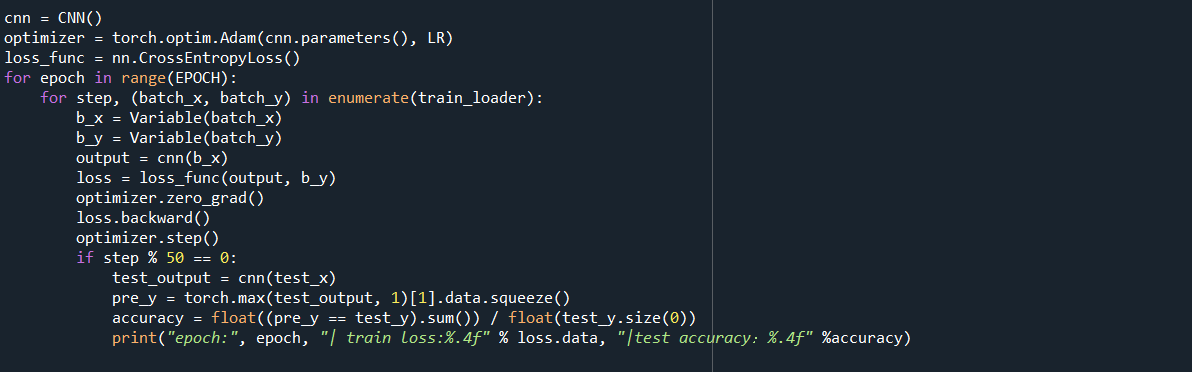 cnn = CNN()
optimizer = torch.optim.Adam(cnn.parameters(), LR)
loss_func = nn.CrossEntropyLoss()
for epoch in range(EPOCH):
    for step, (batch_x, batch_y) in enumerate(train_loader):
        b_x = Variable(batch_x)
        b_y = Variable(batch_y)
        output = cnn(b_x)
        loss = loss_func(output, b_y)
        optimizer.zero_grad()
        loss.backward()
        optimizer.step()
        if step % 50 == 0:
            test_output = cnn(test_x)
            pre_y = torch.max(test_output, 1)[1].data.squeeze()
            accuracy = float((pre_y == test_y).sum()) / float(test_y.size(0))
            print("epoch:", epoch, "| train loss:%.4f" % loss.data, "|test accuracy：%.4f" %accuracy)